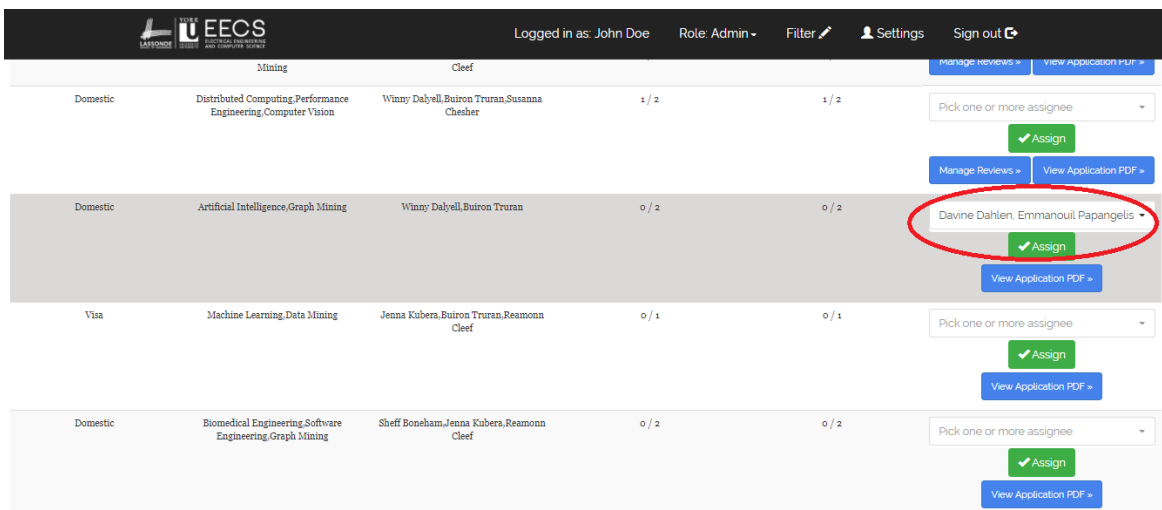 LASSONDE YORK U EECS
ELECTRICAL ENGINEERING
AND COMPUTER SCIENCE
Logged in as: John Doe Role: Admin Filter Settings Sign out
Mining Cleef Manage Reviews » View Application PDF »
Domestic Distributed Computing,Performance Winny Dalyell,Buiron Truran,Susanna 1 / 2 1 / 2 Pick one or more assignee
Engineering,Computer Vision Chesher
Assign
Manage Reviews » View Application PDF »
Domestic Artificial Intelligence,Graph Mining Winny Dalyell,Buiron Truran 0 / 2 0 / 2 Davine Dahlen, Emmanouil Papangelis
Assign
View Application PDF »
Visa Machine Learning,Data Mining Jenna Kubera,Buiron Truran,Reamonn 0 / 1 0 / 1 Pick one or more assignee
Cleef
Assign
View Application PDF »
Domestic Biomedical Engineering,Software Sheff Boneham,Jenna Kubera,Reamonn 0 / 2 0 / 2 Pick one or more assignee
Engineering,Graph Mining Cleef
Assign
View Application PDF »